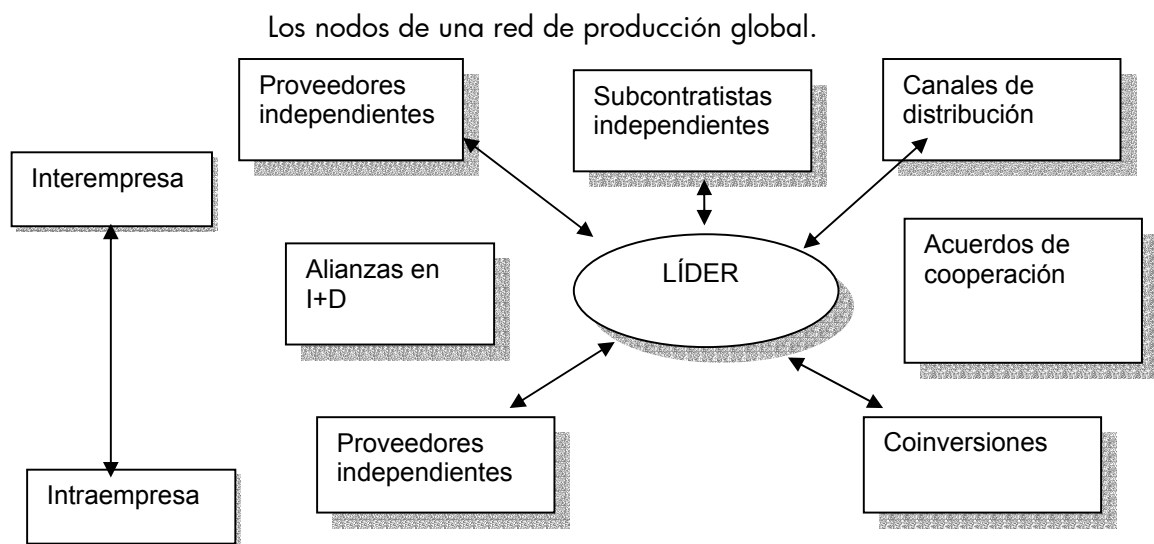 Los nodos de una red de producción global.
Proveedores
independientes
Subcontratistas
independientes
Canales de
distribución
Interempresa
Alianzas en
I+D
LÍDER
Acuerdos de
cooperación
Proveedores
independientes
Coinversiones
Intraempresa